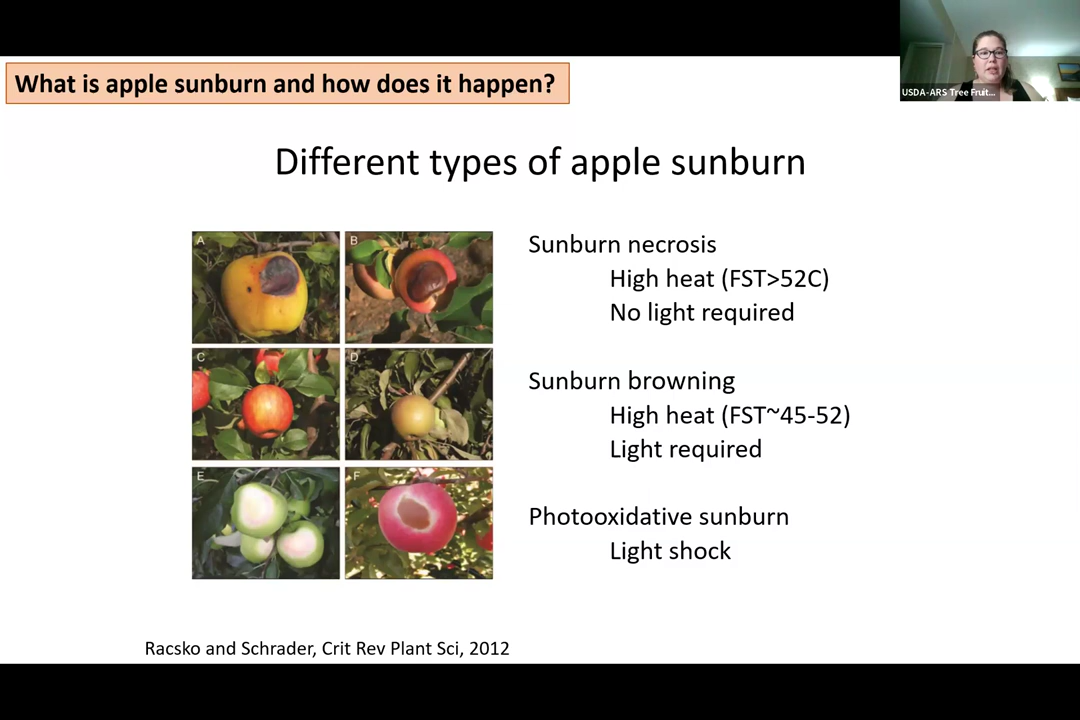 What is apple sunburn and how does it happen?
USDA-ARS Tree Fruit...
Different types of apple sunburn
A
B
C
D
E
F
Sunburn necrosis
High heat (FST>52C)
No light required
Sunburn browning
High heat (FST~45-52)
Light required
Photooxidative sunburn
Light shock
Racsko and Schrader, Crit Rev Plant Sci, 2012